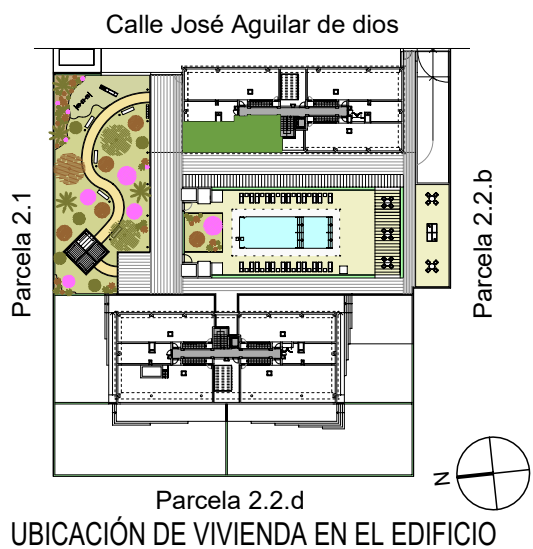 Calle José Aguilar de dios
Parcela 2.1
Parcela 2.2.b
N
Parcela 2.2.d
UBICACIÓN DE VIVIENDA EN EL EDIFICIO